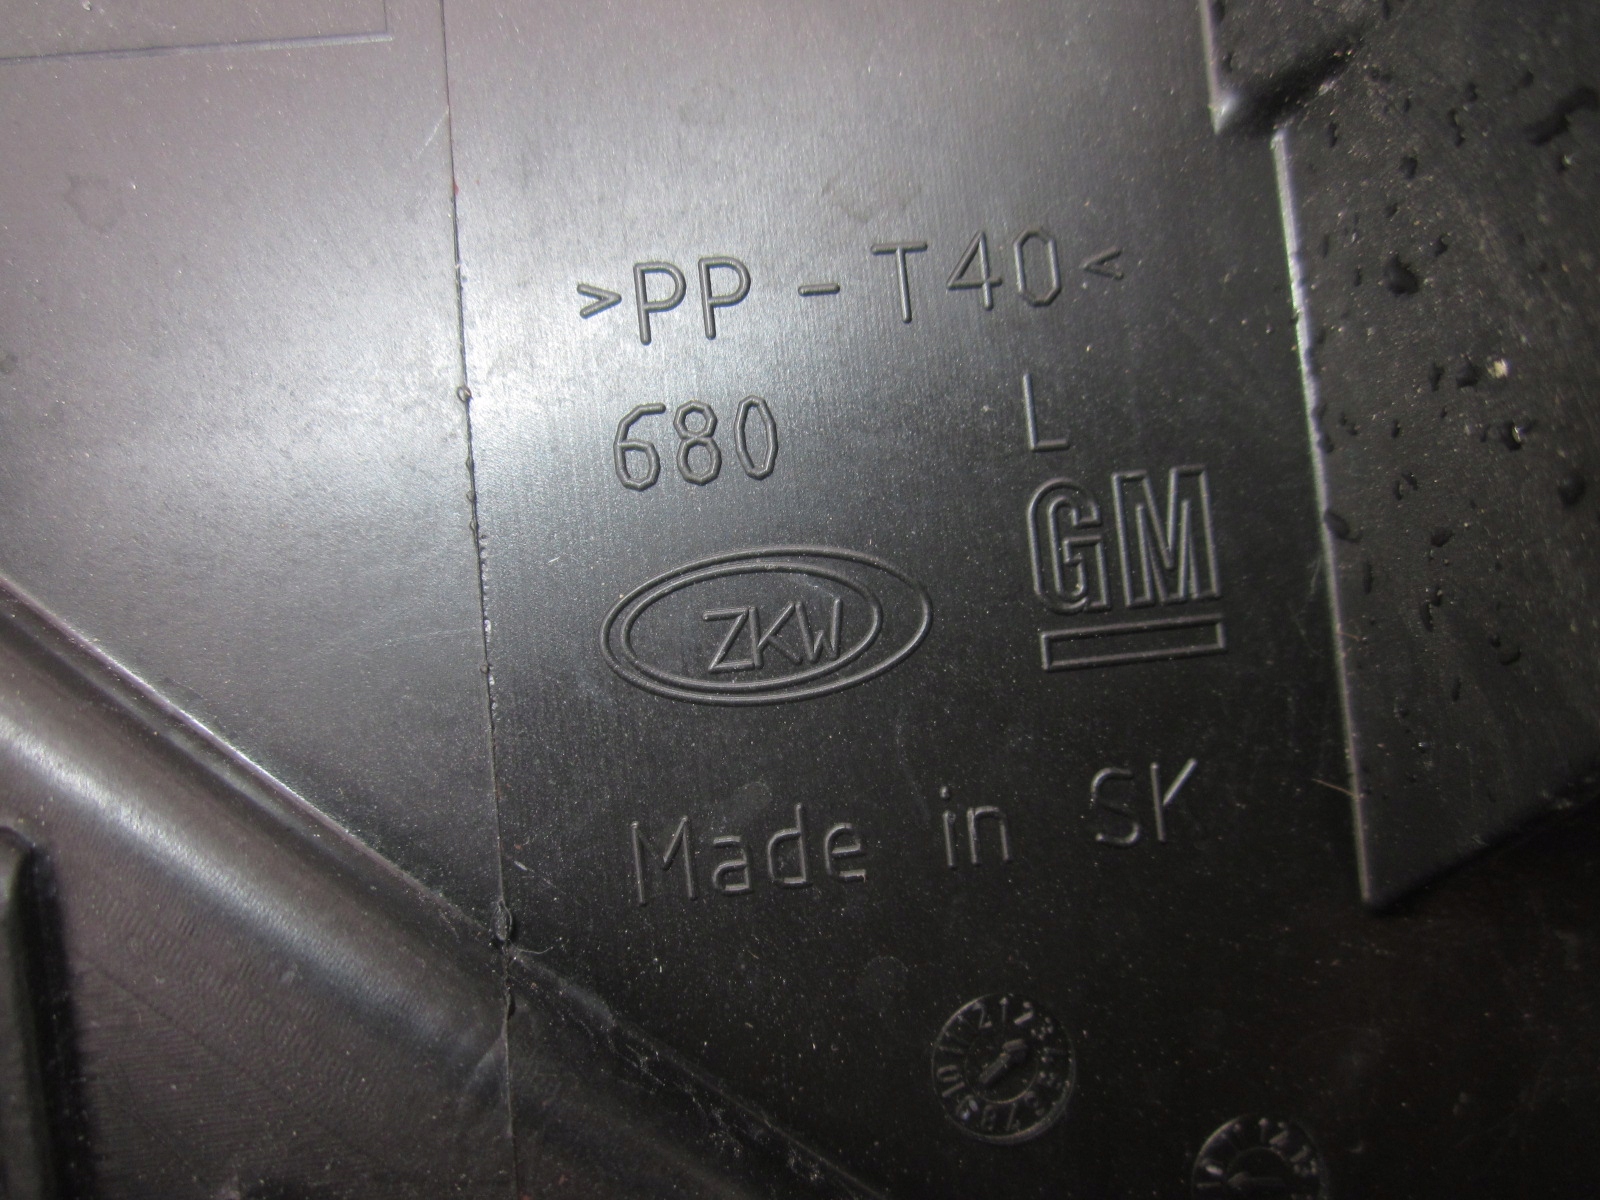 >PP - T40<
680 L
GM
ZKW
Made in SK